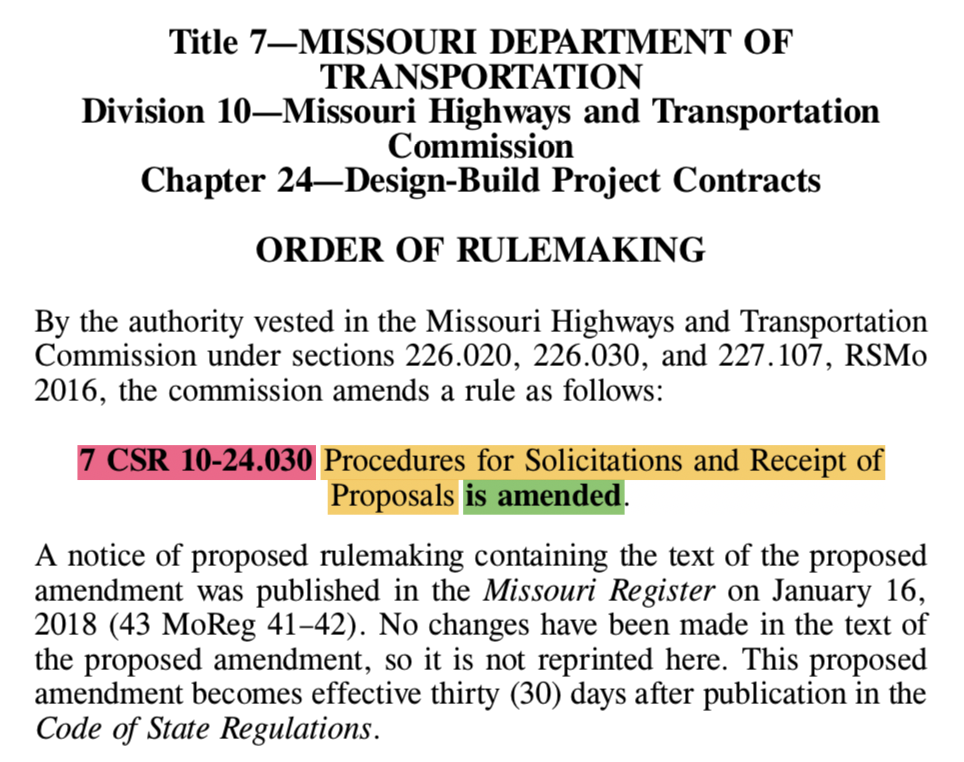 Title 7—MISSOURI DEPARTMENT OF
TRANSPORTATION
Division 10—Missouri Highways and Transportation
Commission
Chapter 24—Design-Build Project Contracts
ORDER OF RULEMAKING
By the authority vested in the Missouri Highways and Transportation
Commission under sections 226.020, 226.030, and 227.107, RSMo
2016, the commission amends a rule as follows:
7 CSR 10-24.030 Procedures for Solicitations and Receipt of
Proposals is amended.
A notice of proposed rulemaking containing the text of the proposed
amendment was published in the Missouri Register on January 16,
2018 (43 MoReg 41–42). No changes have been made in the text of
the proposed amendment, so it is not reprinted here. This proposed
amendment becomes effective thirty (30) days after publication in the
Code of State Regulations.